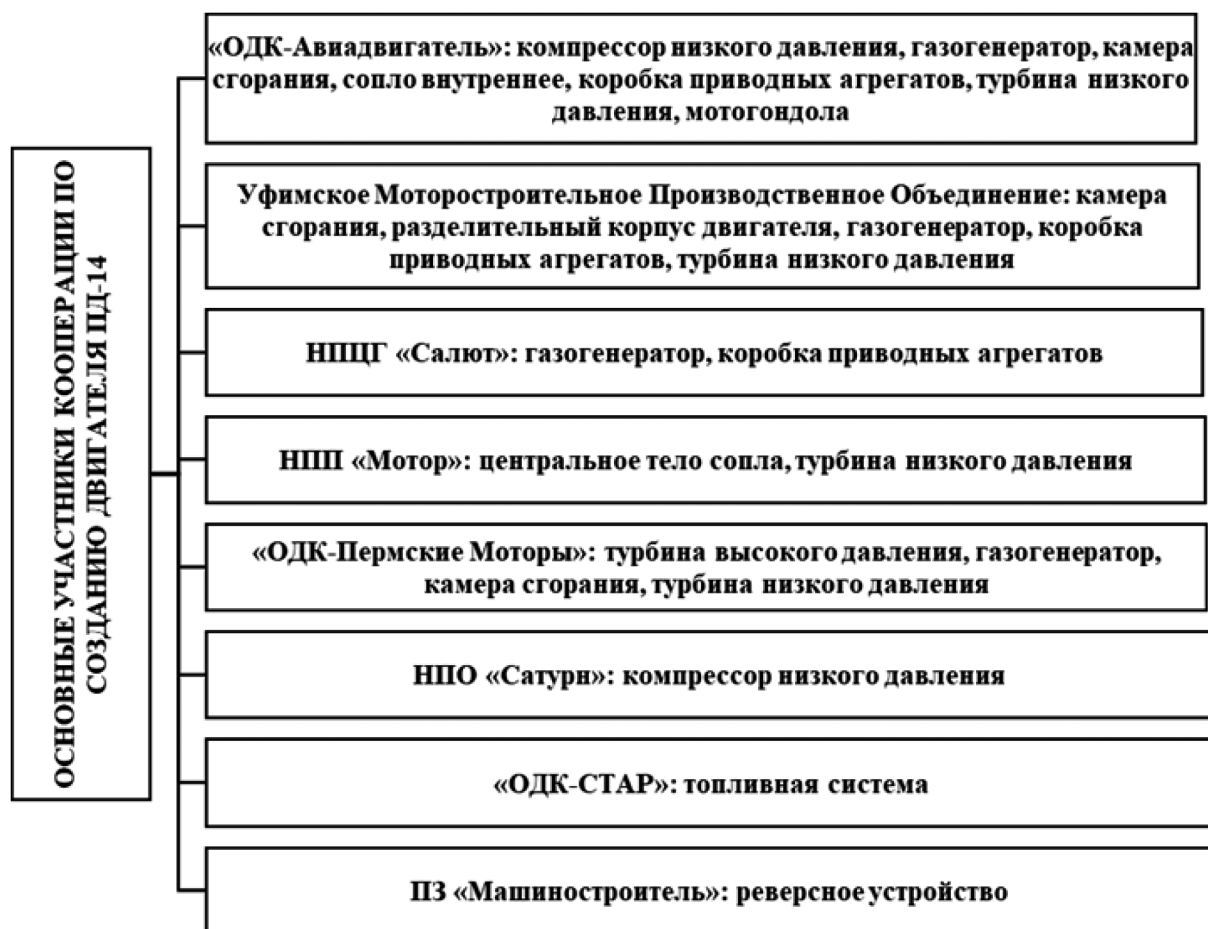 ОСНОВНЫЕ УЧАСТНИКИ КООПЕРАЦИИ ПО
СОЗДАНИЮ ДВИГАТЕЛЯ ПД-14
«ОДК-Авиадвигатель»: компрессор низкого давления, газогенератор, камера
сгорания, сопло внутреннее, коробка приводных агрегатов, турбина низкого
давления, мотогондола
Уфимское Моторостроительное Производственное Объединение: камера
сгорания, разделительный корпус двигателя, газогенератор, коробка
приводных агрегатов, турбина низкого давления
НПЦГ «Салют»: газогенератор, коробка приводных агрегатов
НПП «Мотор»: центральное тело сопла, турбина низкого давления
«ОДК-Пермские Моторы»: турбина высокого давления, газогенератор,
камера сгорания, турбина низкого давления
НПО «Сатурн»: компрессор низкого давления
«ОДК-СТАР»: топливная система
ПЗ «Машиностроитель»: реверсное устройство